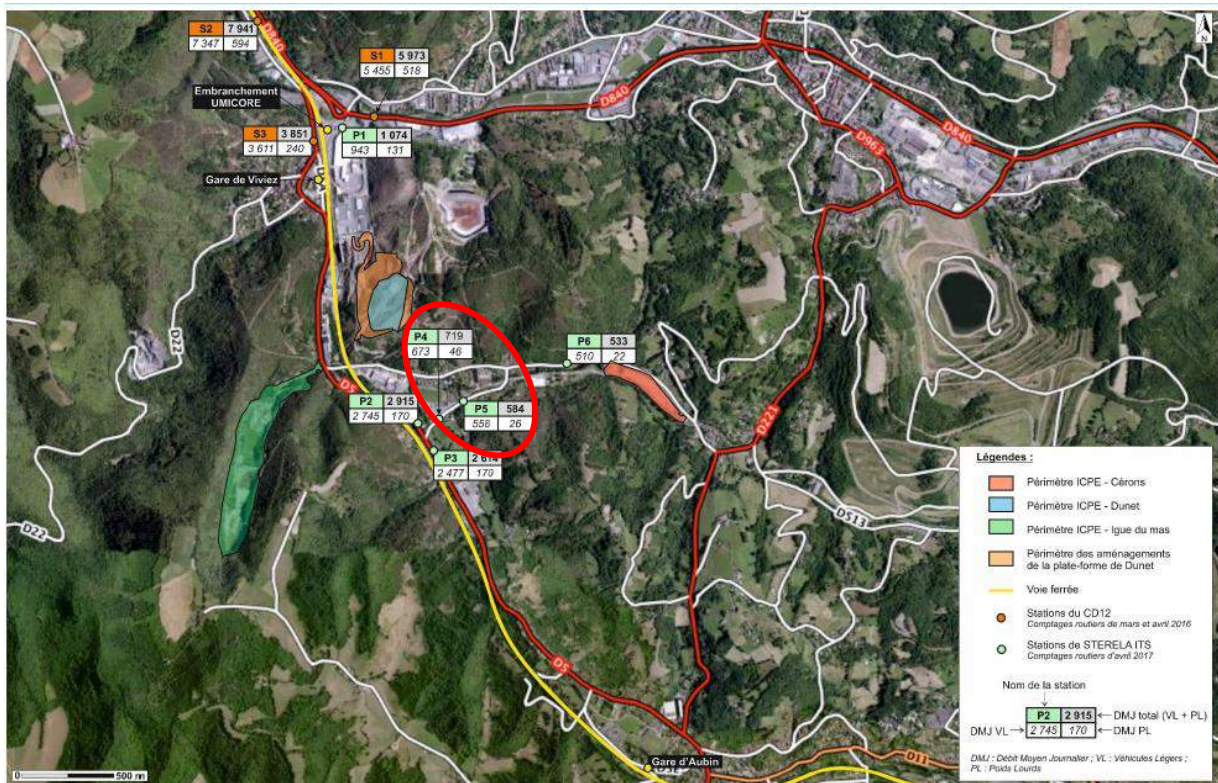 S2 7 941
7 347 594
D840
S1 5 973
5 455 518
Embranchement
UMICORE
S3 3 851
3 611 240
P1 1 074
943 131
Gare de Viviez
D840
D963
D840
D22
P4 719
673 46
P6 533
510 22
D5
P2 2 915
2 745 170
P5 584
558 26
P3 2 614
2 477 170
D221
D22
D513
D5
Gare d'Aubin
D11
0 500 m
N
Légendes :
Périmètre ICPE - Cérons
Périmètre ICPE - Dunet
Périmètre ICPE - Igue du mas
Périmètre des aménagements
de la plate-forme de Dunet
Voie ferrée
Stations du CD12
Comptages routiers de mars et avril 2016
Stations de STERELA ITS
Comptages routiers d'avril 2017
Nom de la station
P2 2 915 DMJ total (VL + PL)
DMJ VL 2 745 170 DMJ PL
DMJ : Débit Moyen Journalier ; VL : Véhicules Légers ;
PL : Poids Lourds